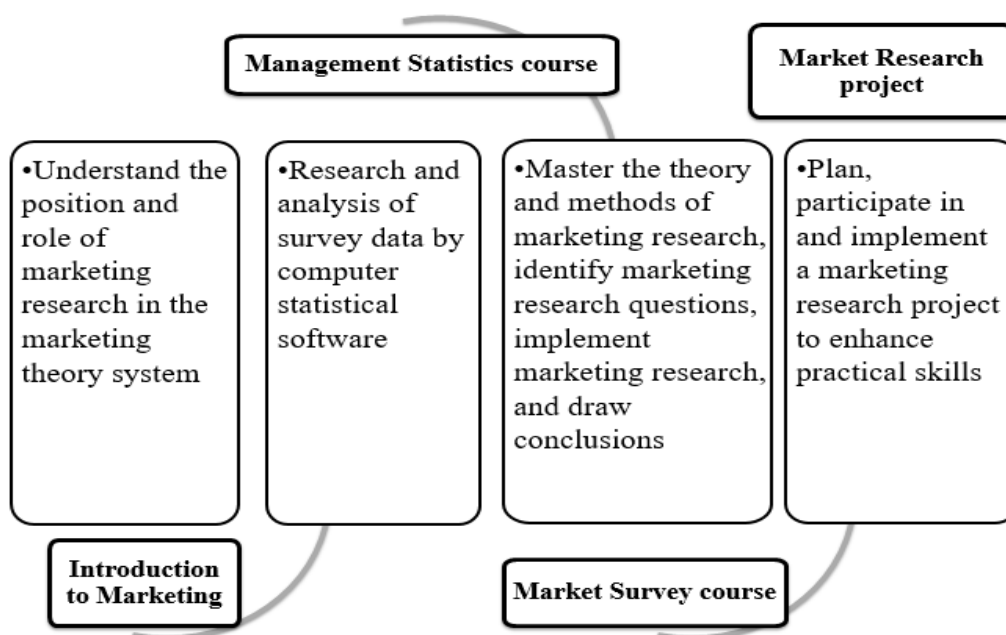 Management Statistics course
Market Research
project
•Understand the
position and
role of
marketing
research in the
marketing
theory system
•Research and
analysis of
survey data by
computer
statistical
software
•Master the theory
and methods of
marketing research,
identify marketing
research questions,
implement
marketing research,
and draw
conclusions
•Plan,
participate in
and implement
a marketing
research project
to enhance
practical skills
Introduction
to Marketing
Market Survey course